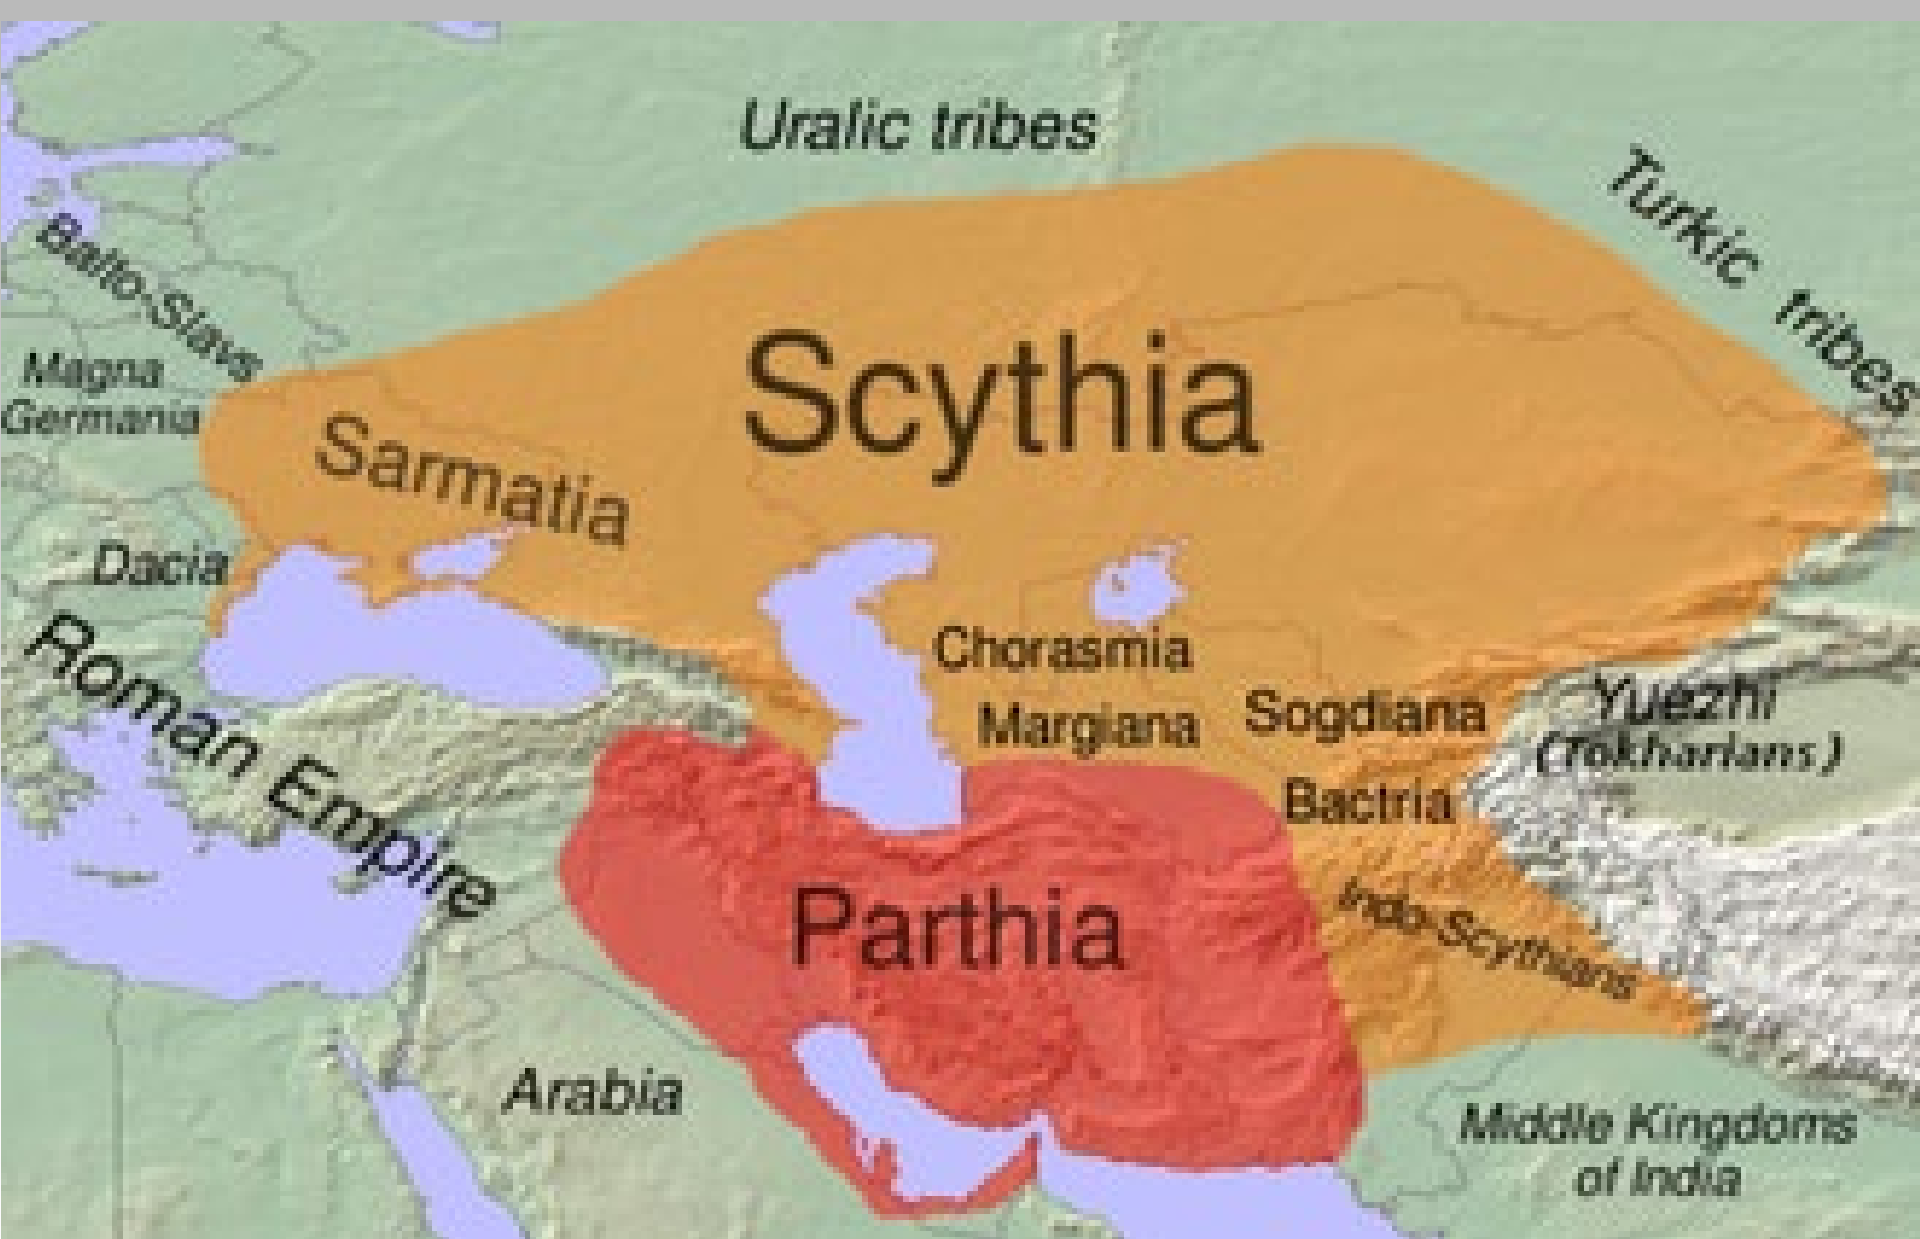 Uralic tribes
Turkic tribes
Balto-Slavs
Magna
Germania
Scythia
Sarmatia
Dacia
Roman Empire
Chorasmia
Margiana
Sogdiana
Yuezhi
(Tokharians)
Bactria
Indo-Scythians
Parthia
Arabia
Middle Kingdoms
of India